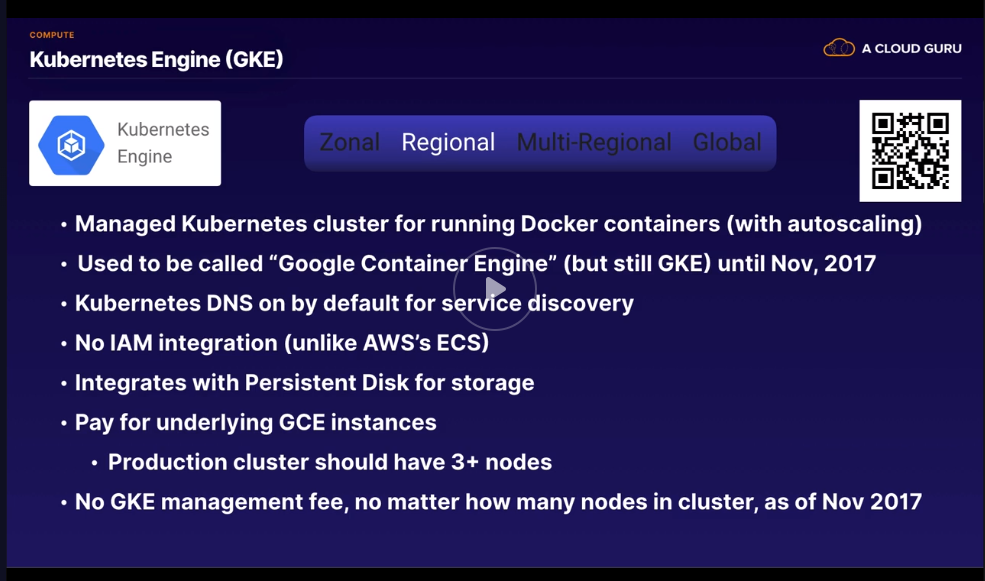 COMPUTE
Kubernetes Engine (GKE)
A CLOUD GURU
Kubernetes
Engine
Zonal Regional Multi-Regional Global
• Managed Kubernetes cluster for running Docker containers (with autoscaling)
• Used to be called “Google Container Engine” (but still GKE) until Nov, 2017
• Kubernetes DNS on by default for service discovery
• No IAM integration (unlike AWS’s ECS)
• Integrates with Persistent Disk for storage
• Pay for underlying GCE instances
• Production cluster should have 3+ nodes
• No GKE management fee, no matter how many nodes in cluster, as of Nov 2017